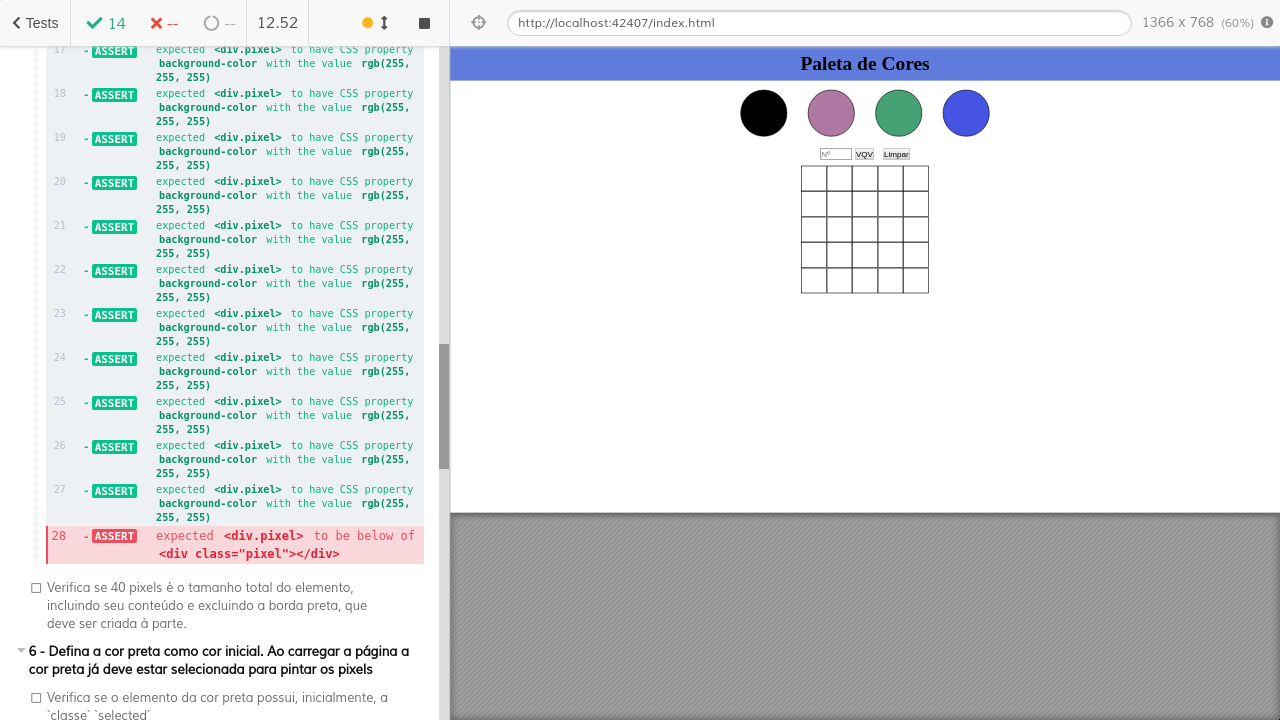 Tests
14
--
--
12.52
http://localhost:42407/index.html
1366 x 768 (60%)
17 - ASSERT expected <div.pixel> to have CSS property
background-color with the value rgb(255,
255, 255)
18 - ASSERT expected <div.pixel> to have CSS property
background-color with the value rgb(255,
255, 255)
19 - ASSERT expected <div.pixel> to have CSS property
background-color with the value rgb(255,
255, 255)
20 - ASSERT expected <div.pixel> to have CSS property
background-color with the value rgb(255,
255, 255)
21 - ASSERT expected <div.pixel> to have CSS property
background-color with the value rgb(255,
255, 255)
22 - ASSERT expected <div.pixel> to have CSS property
background-color with the value rgb(255,
255, 255)
23 - ASSERT expected <div.pixel> to have CSS property
background-color with the value rgb(255,
255, 255)
24 - ASSERT expected <div.pixel> to have CSS property
background-color with the value rgb(255,
255, 255)
25 - ASSERT expected <div.pixel> to have CSS property
background-color with the value rgb(255,
255, 255)
26 - ASSERT expected <div.pixel> to have CSS property
background-color with the value rgb(255,
255, 255)
27 - ASSERT expected <div.pixel> to have CSS property
background-color with the value rgb(255,
255, 255)
28 - ASSERT expected <div.pixel> to be below of
<div class="pixel"></div>
Verifica se 40 pixels é o tamanho total do elemento,
incluindo seu conteúdo e excluindo a borda preta, que
deve ser criada à parte.
6 - Defina a cor preta como cor inicial. Ao carregar a página a
cor preta já deve estar selecionada para pintar os pixels
Verifica se o elemento da cor preta possui, inicialmente, a
`classe` `selected`
Paleta de Cores
Nº
VQV
Limpar